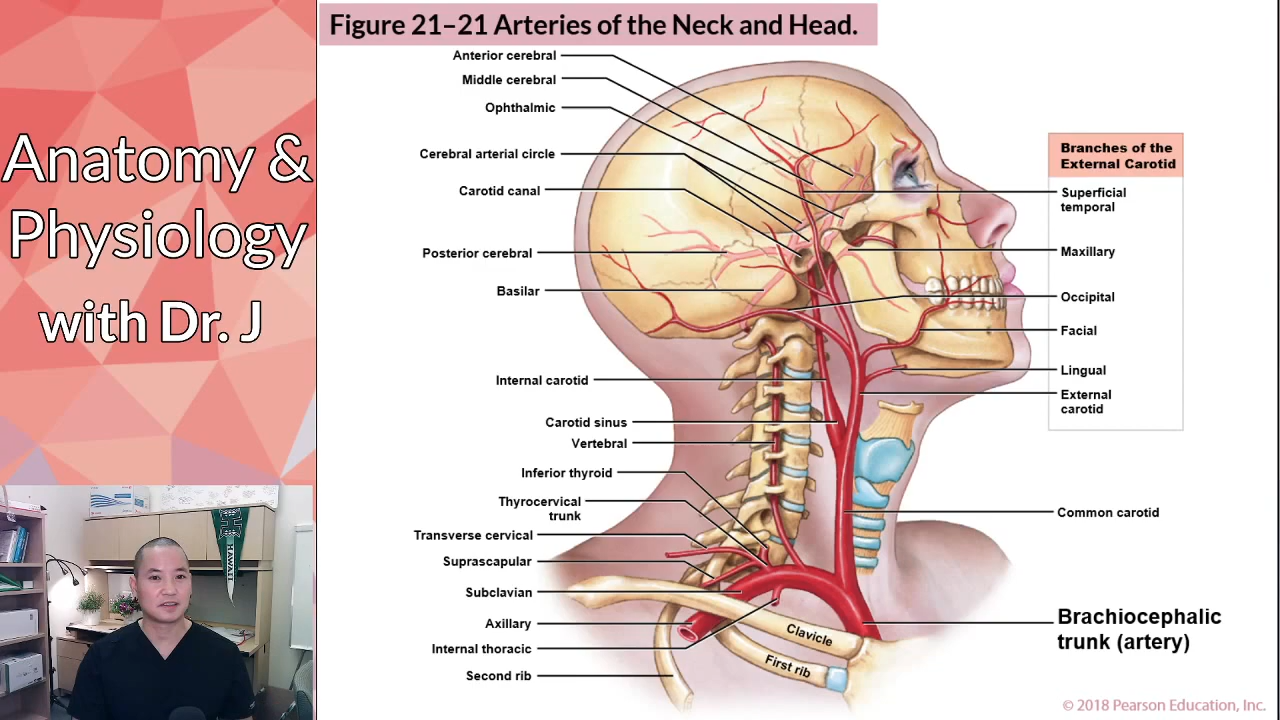 Anatomy &
Physiology
with Dr. J
HAWAII
Figure 21–21 Arteries of the Neck and Head.
Anterior cerebral
Middle cerebral
Ophthalmic
Cerebral arterial circle
Carotid canal
Posterior cerebral
Basilar
Internal carotid
Carotid sinus
Vertebral
Inferior thyroid
Thyrocervical
trunk
Transverse cervical
Suprascapular
Subclavian
Axillary
Internal thoracic
Second rib
Clavicle
First rib
Branches of the
External Carotid
Superficial
temporal
Maxillary
Occipital
Facial
Lingual
External
carotid
Common carotid
Brachiocephalic
trunk (artery)
© 2018 Pearson Education, Inc.